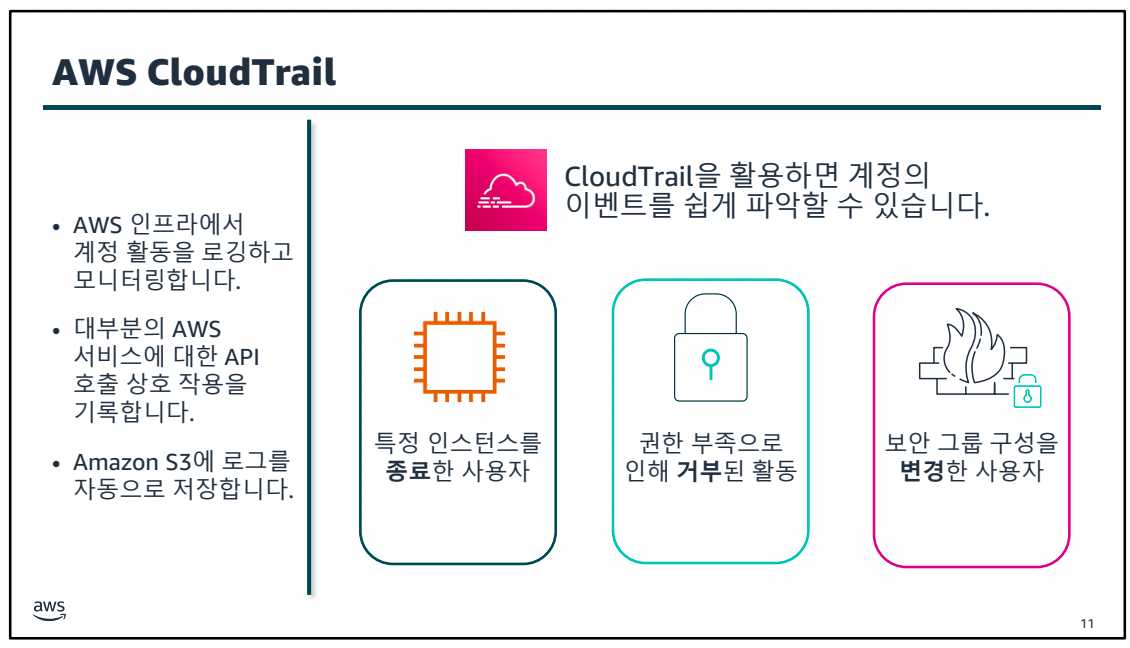 AWS CloudTrail
• AWS 인프라에서
계정 활동을 로깅하고
모니터링합니다.
• 대부분의 AWS
서비스에 대한 API
호출 상호 작용을
기록합니다.
• Amazon S3에 로그를
자동으로 저장합니다.
CloudTrail을 활용하면 계정의
이벤트를 쉽게 파악할 수 있습니다.
특정 인스턴스를
종료한 사용자
권한 부족으로
인해 거부된 활동
보안 그룹 구성을
변경한 사용자
aws
11